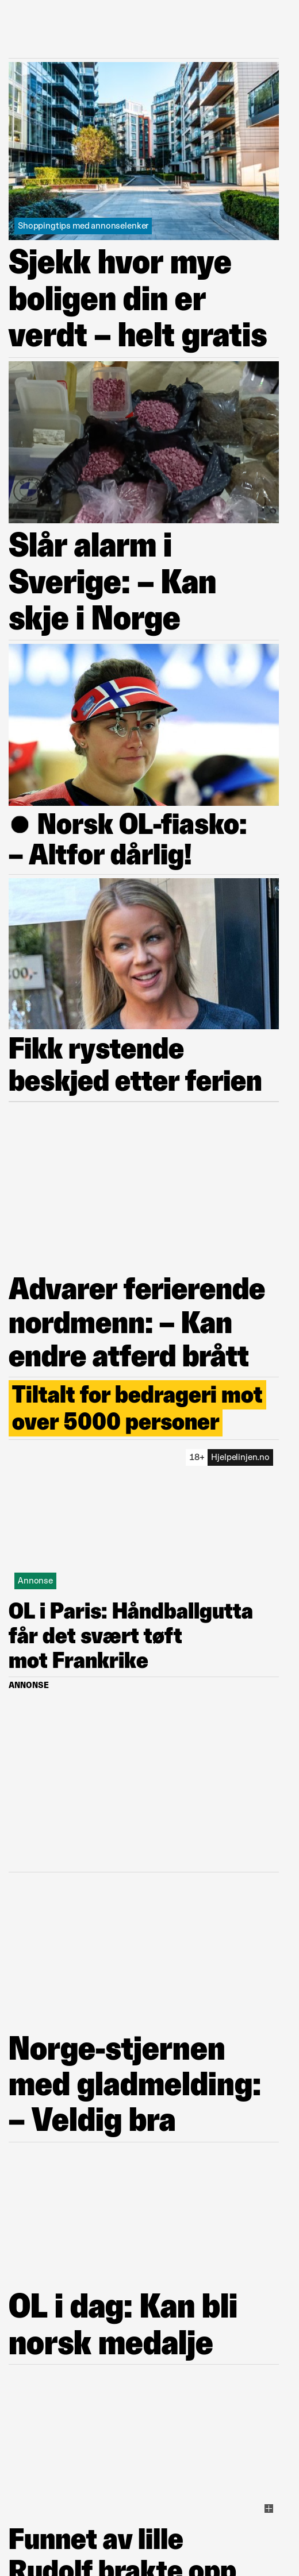 Shoppingtips med annonselenker
Sjekk hvor mye
boligen din er
verdt – helt gratis
Slår alarm i
Sverige: – Kan
skje i Norge
● Norsk OL-fiasko:
– Altfor dårlig!
Fikk rystende
beskjed etter ferien
Advarer ferierende
nordmenn: – Kan
endre atferd brått
Tiltalt for bedrageri mot
over 5000 personer
18+ Hjelpelinjen.no
Annonse
OL i Paris: Håndballgutta
får det svært tøft
mot Frankrike
ANNONSE
Norge-stjernen
med gladmelding:
– Veldig bra
OL i dag: Kan bli
norsk medalje
Funnet av lille
Rudolf brakte opp